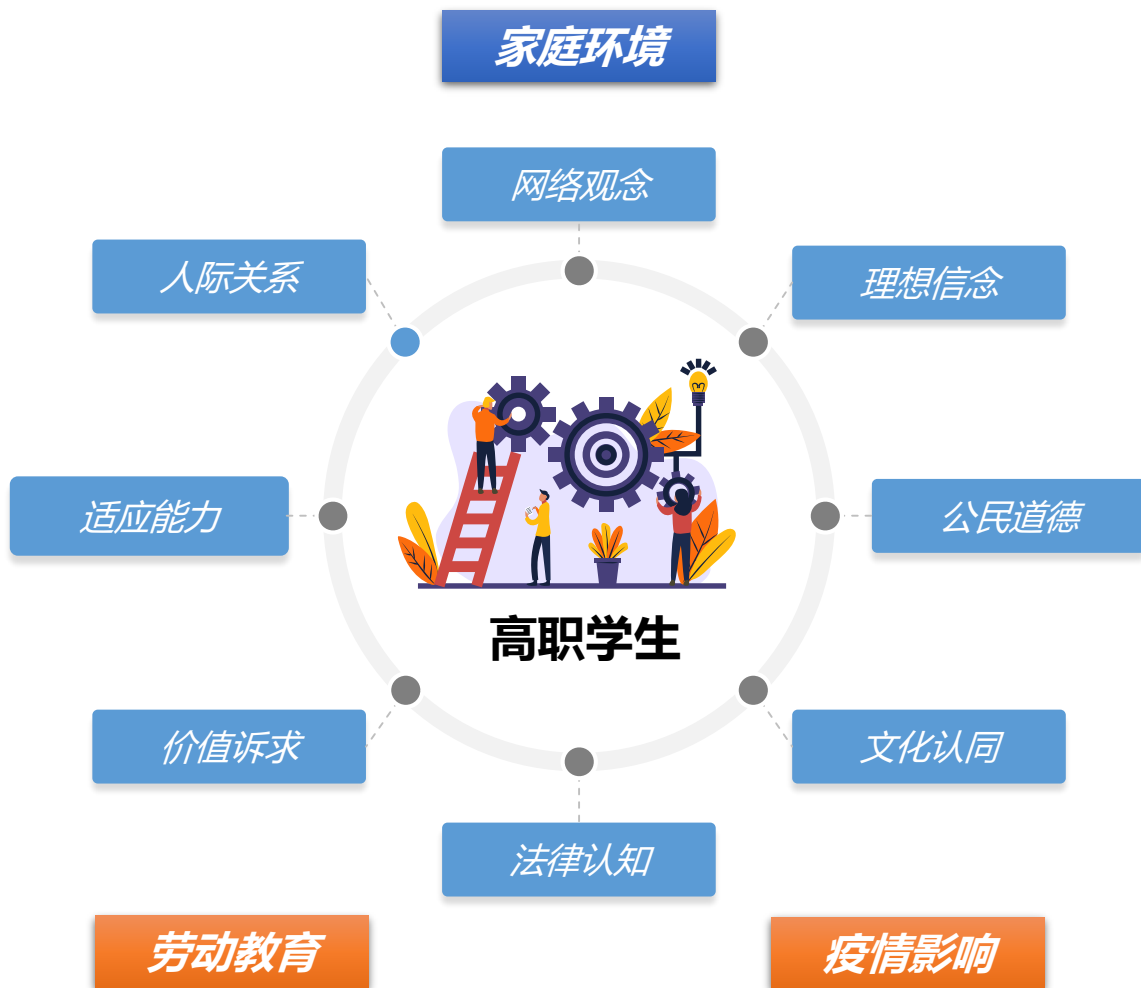 家庭环境
网络观念
人际关系
理想信念
适应能力
公民道德
高职学生
价值诉求
文化认同
法律认知
劳动教育
疫情影响